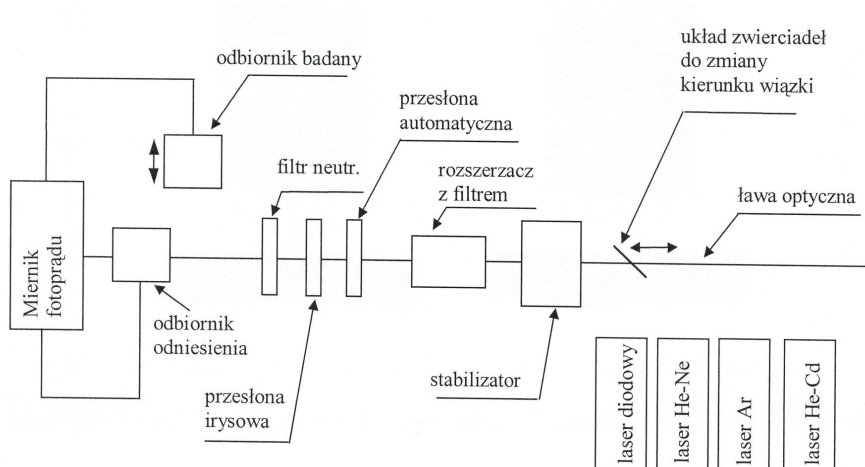 układ zwierciadeł
do zmiany
kierunku wiązki
odbiornik badany
przesłona
automatyczna
filtr neutr.
rozszerzacz
z filtrem
ława optyczna
Miernik
fotoprądu
odbiornik
odniesienia
stabilizator
przesłona
irysowa
laser diodowy
laser He-Ne
laser Ar
laser He-Cd